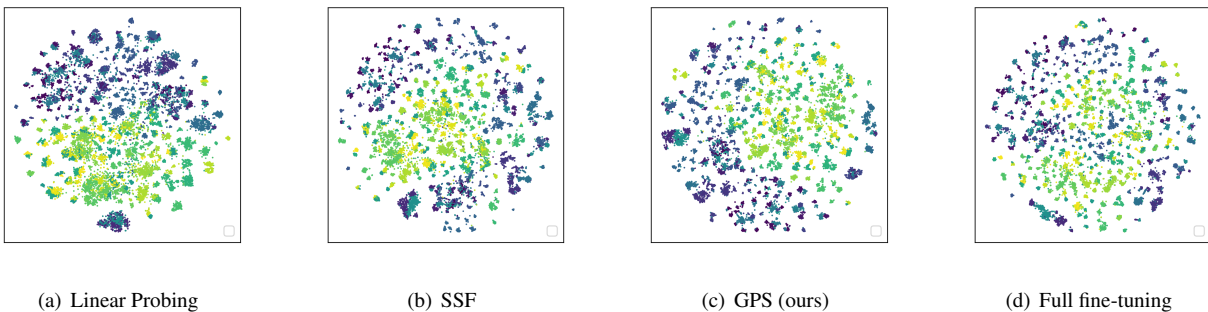 (a) Linear Probing
(b) SSF
(c) GPS (ours)
(d) Full fine-tuning